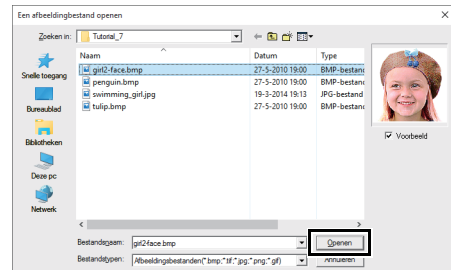 Een afbeeldingbestand openen
Zoeken in: Tutorial_7
Naam Datum Type
girl2-face.bmp 27-5-2010 19:00 BMP-bestand
penguin.bmp 27-5-2010 19:00 BMP-bestand
swimming_girl.jpg 19-3-2014 19:13 JPG-bestand
tulip.bmp 27-5-2010 19:00 BMP-bestand
Snelle toegang
Bureaublad
Bibliotheken
Deze pc
Netwerk
Voorbeeld
Bestandsnaam: girl2-face.bmp Openen
Bestandstypen: Afbeeldingsbestanden(*.bmp;*.tif;*.jpg;*.png;*.gif) Annuleren